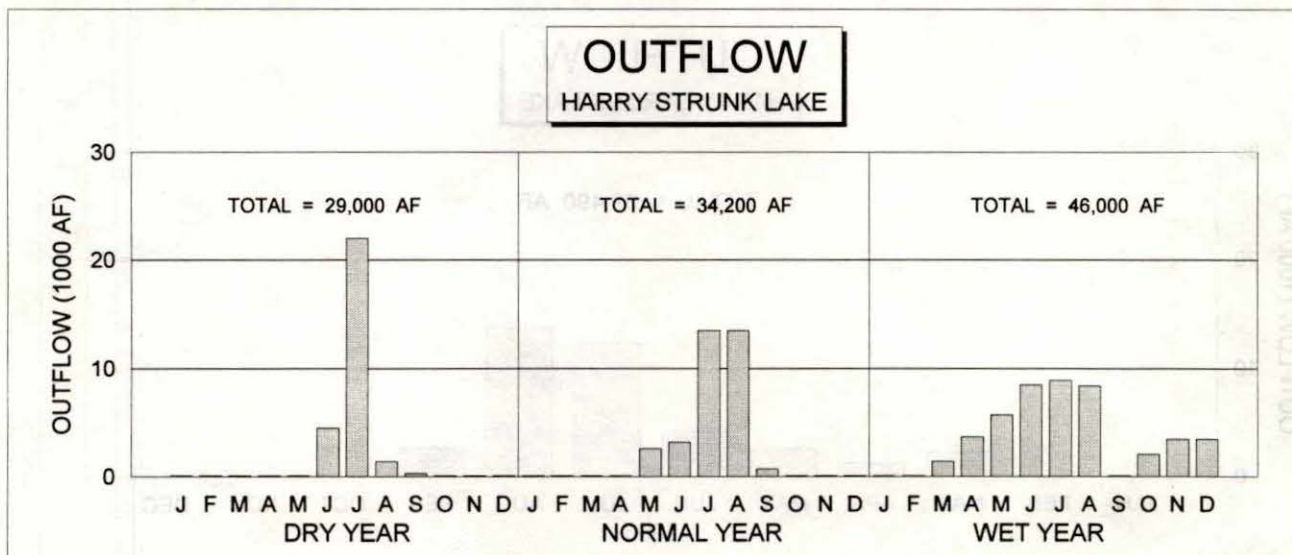 OUTFLOW
HARRY STRUNK LAKE
OUTFLOW (1000 AF)
30
20
10
0
TOTAL = 29,000 AF
TOTAL = 34,200 AF
TOTAL = 46,000 AF
J F M A M J J A S O N D J F M A M J J A S O N D J F M A M J J A S O N D
DRY YEAR NORMAL YEAR WET YEAR